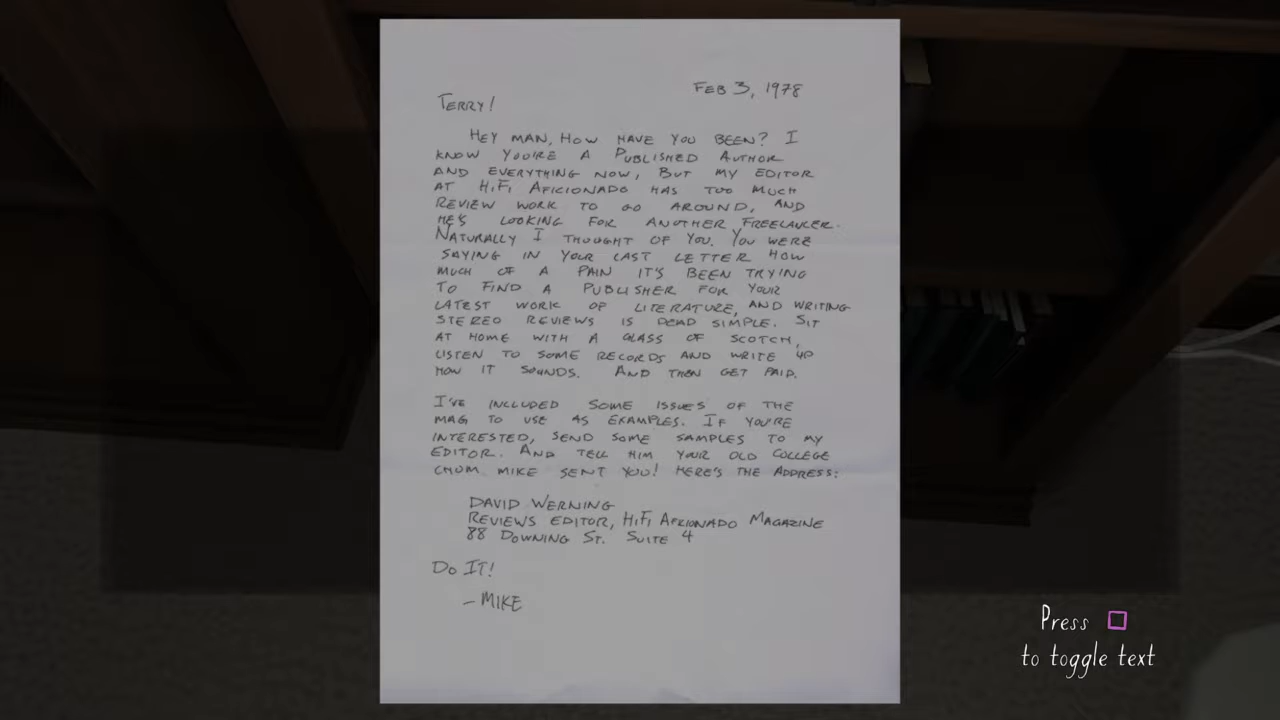 FEB 3, 1978
TERRY!
HEY MAN, HOW HAVE YOU BEEN? I
KNOW YOU'RE A PUBLISHED AUTHOR
AND EVERYTHING NOW, BUT MY EDITOR
AT HIFI AFICIONADO HAS TOO MUCH
REVIEW WORK TO GO AROUND, AND
HE'S LOOKING FOR ANOTHER FREELANCER.
NATURALLY I THOUGHT OF YOU. YOU WERE
SAYING IN YOUR LAST LETTER HOW
MUCH OF A PAIN IT'S BEEN TRYING
TO FIND A PUBLISHER FOR YOUR
LATEST WORK OF LITERATURE, AND WRITING
STEREO REVIEWS IS DEAD SIMPLE. SIT
AT HOME WITH A GLASS OF SCOTCH,
LISTEN TO SOME RECORDS AND WRITE UP
HOW IT SOUNDS. AND THEN GET PAID.
I'VE INCLUDED SOME ISSUES OF THE
MAG TO USE AS EXAMPLES. IF YOU'RE
INTERESTED, SEND SOME SAMPLES TO MY
EDITOR. AND TELL HIM YOUR OLD COLLEGE
CHUM MIKE SENT YOU! HERE'S THE ADDRESS:
DAVID WERNING
REVIEWS EDITOR, HIFI AFICIONADO MAGAZINE
88 DOWNING ST. SUITE 4
DO IT!
- MIKE
Press
to toggle text